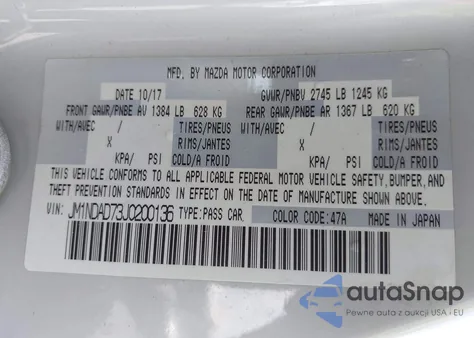 MFD. BY MAZDA MOTOR CORPORATION
DATE 10/17 GVWR/PNBV 2745 LB 1245 KG
FRONT GAWR/PNBE AV 1384 LB 628 KG REAR GAWR/PNBE AR 1367 LB 620 KG
WITH/AVEC / TIRES/PNEUS WITH/AVEC / TIRES/PNEUS
X RIMS/JANTES X RIMS/JANTES
KPA/ PSI COLD/A FROID KPA/ PSI COLD/A FROID
THIS VEHICLE CONFORMS TO ALL APPLICABLE FEDERAL MOTOR VEHICLE SAFETY, BUMPER, AND
THEFT PREVENTION STANDARDS IN EFFECT ON THE DATE OF MANUFACTURE SHOWN ABOVE.
VIN: JM1NDAD73J0200136 TYPE:PASS CAR COLOR CODE:47A MADE IN JAPAN
autoSnap
Pewne auta z aukcji USA i EU